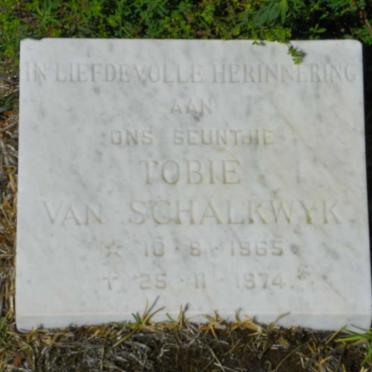 IN LIEFDEVOLLE HERINNERING
AAN
ONS SEUNTJIE
TOBIE
VAN SCHALKWYK
☆ 10·8·1965
† 25·11·1974.